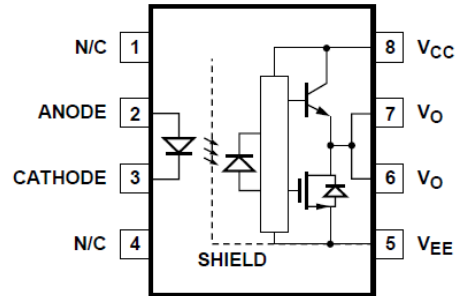 N/C 1
ANODE 2
CATHODE 3
N/C 4
SHIELD
8 VCC
7 VO
6 VO
5 VEE